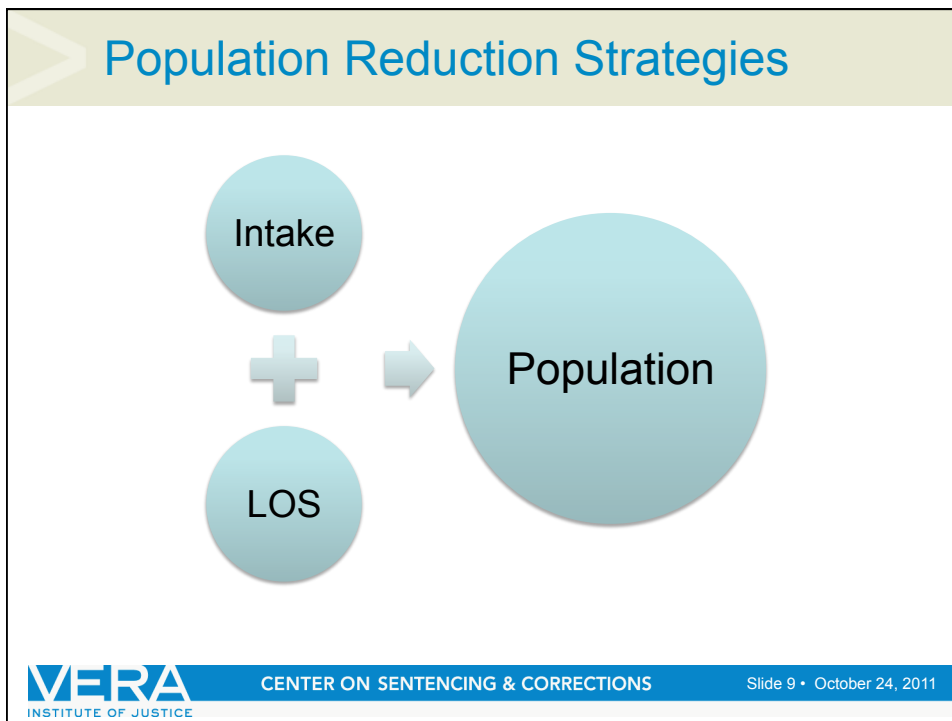 Population Reduction Strategies
Intake
LOS
Population
VERA
INSTITUTE OF JUSTICE
CENTER ON SENTENCING & CORRECTIONS
Slide 9 • October 24, 2011